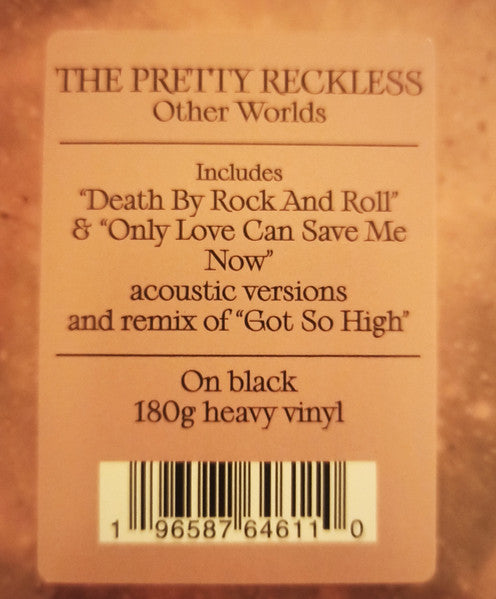 THE PRETTY RECKLESS
Other Worlds
Includes
“Death By Rock And Roll”
& “Only Love Can Save Me
Now”
acoustic versions
and remix of “Got So High”
On black
180g heavy vinyl
1 96587 64611 0